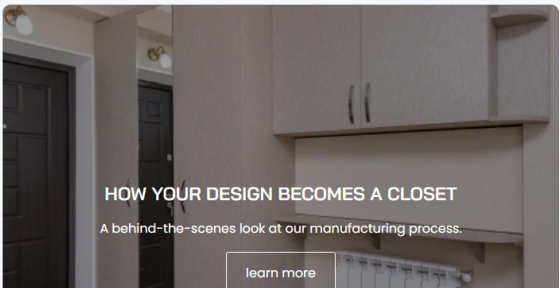 HOW YOUR DESIGN BECOMES A CLOSET
A behind-the-scenes look at our manufacturing process.
learn more